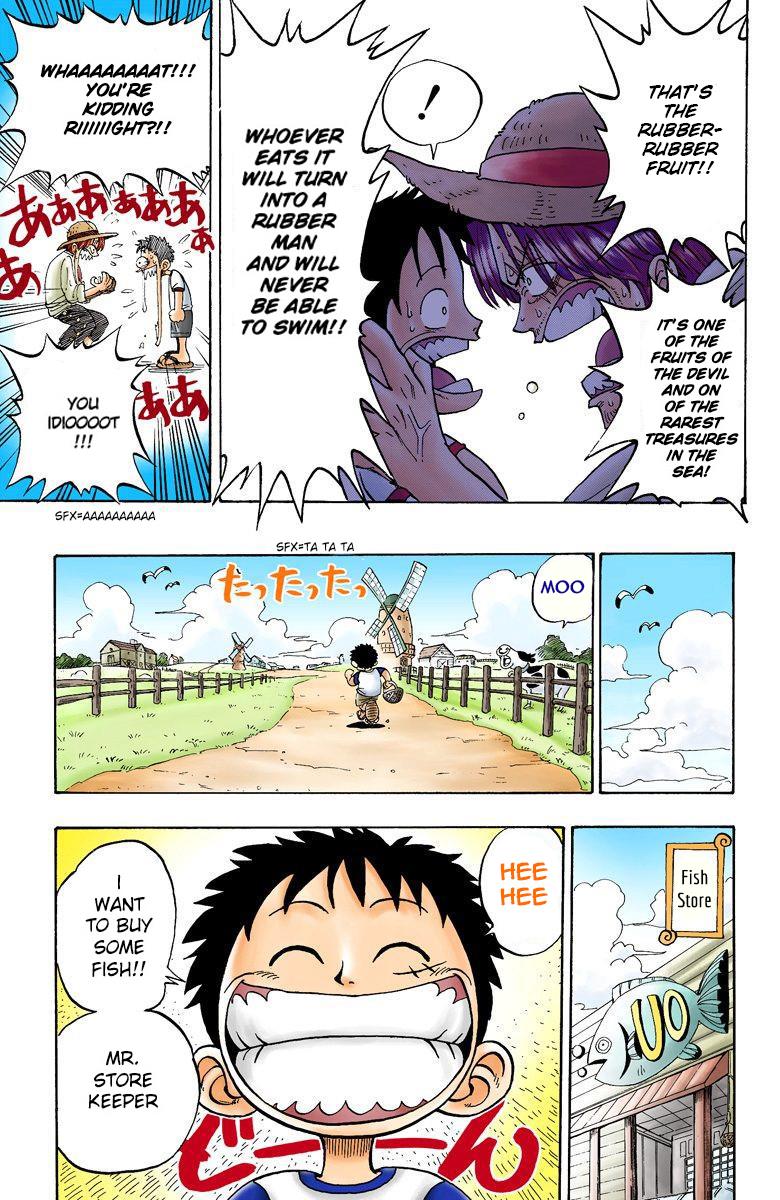 THAT'S
THE
RUBBER-
RUBBER
FRUIT!!
IT'S ONE
OF THE
FRUITS OF
THE DEVIL
AND ON
OF THE
RAREST
TREASURES
IN THE
SEA!
!
WHOEVER
EATS IT
WILL TURN
INTO A
RUBBER
MAN
AND WILL
NEVER
BE ABLE
TO SWIM!!
WHAAAAAAAAT!!!
YOU'RE
KIDDING
RIIIIIIGHT?!!
あぁあぁ あぁあぁ
あぁ
あぁ
YOU
IDIOOOOT
!!!
SFX=AAAAAAAAAA
SFX=TA TA TA
たったったっ
MOO
Fish
Store
UO
HEE
HEE
I
WANT
TO BUY
SOME
FISH!!
MR.
STORE
KEEPER
どーーん